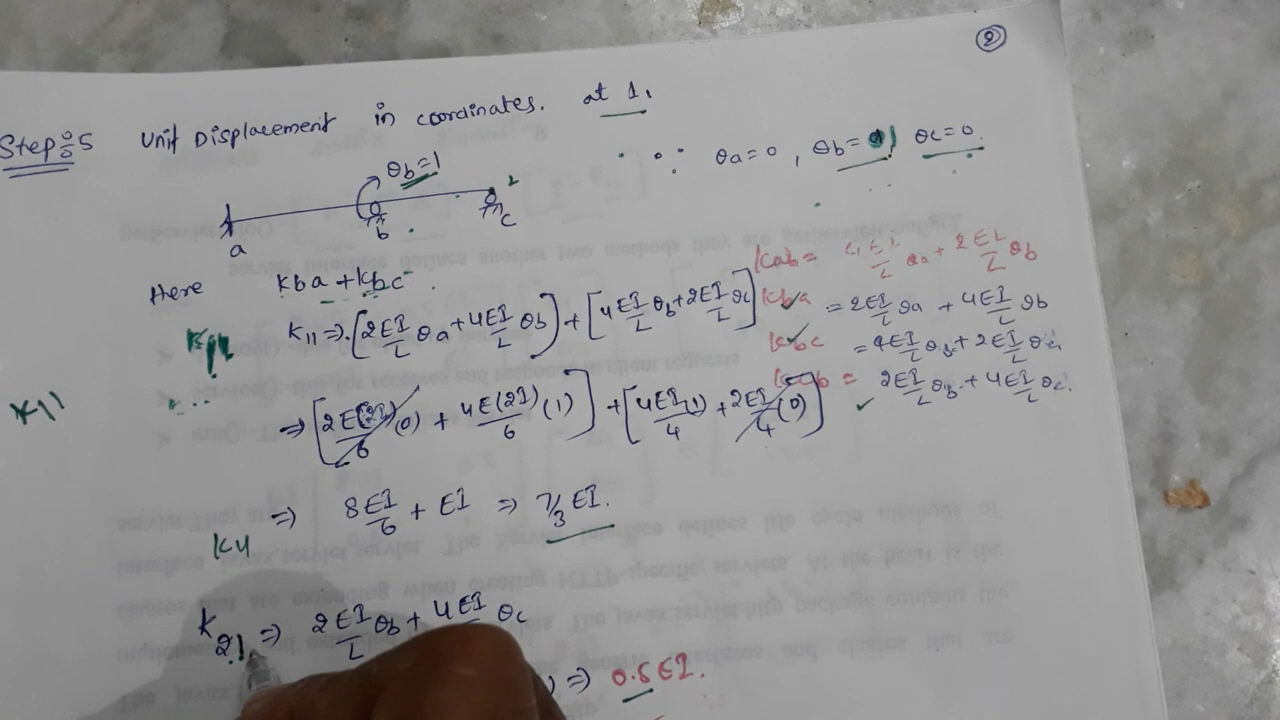 ②
Step:5 Unit Displacement in coordinates. at 1.
θb=1
∵ θa=0, θb=1 θc=0.
a b c
Here Kba + Kbc
Kab = 4EI/L θa + 2EI/L θb
K11 K11 ⇒ [2EI/L θa + 4EI/L θb] + [4EI/L θb + 2EI/L θc]
Kba = 2EI/L θa + 4EI/L θb
Kbc = 4EI/L θb + 2EI/L θc
Kcb = 2EI/L θb + 4EI/L θc.
K11
⇒ [2E(2I)/6 (0) + 4E(2I)/6 (1)] + [4EI/4 (1) + 2EI/4 (0)]
⇒ 8EI/6 + EI ⇒ 7/3 EI.
K21 ⇒ 2EI/L θb + 4EI θc
) ⇒ 0.5EI.